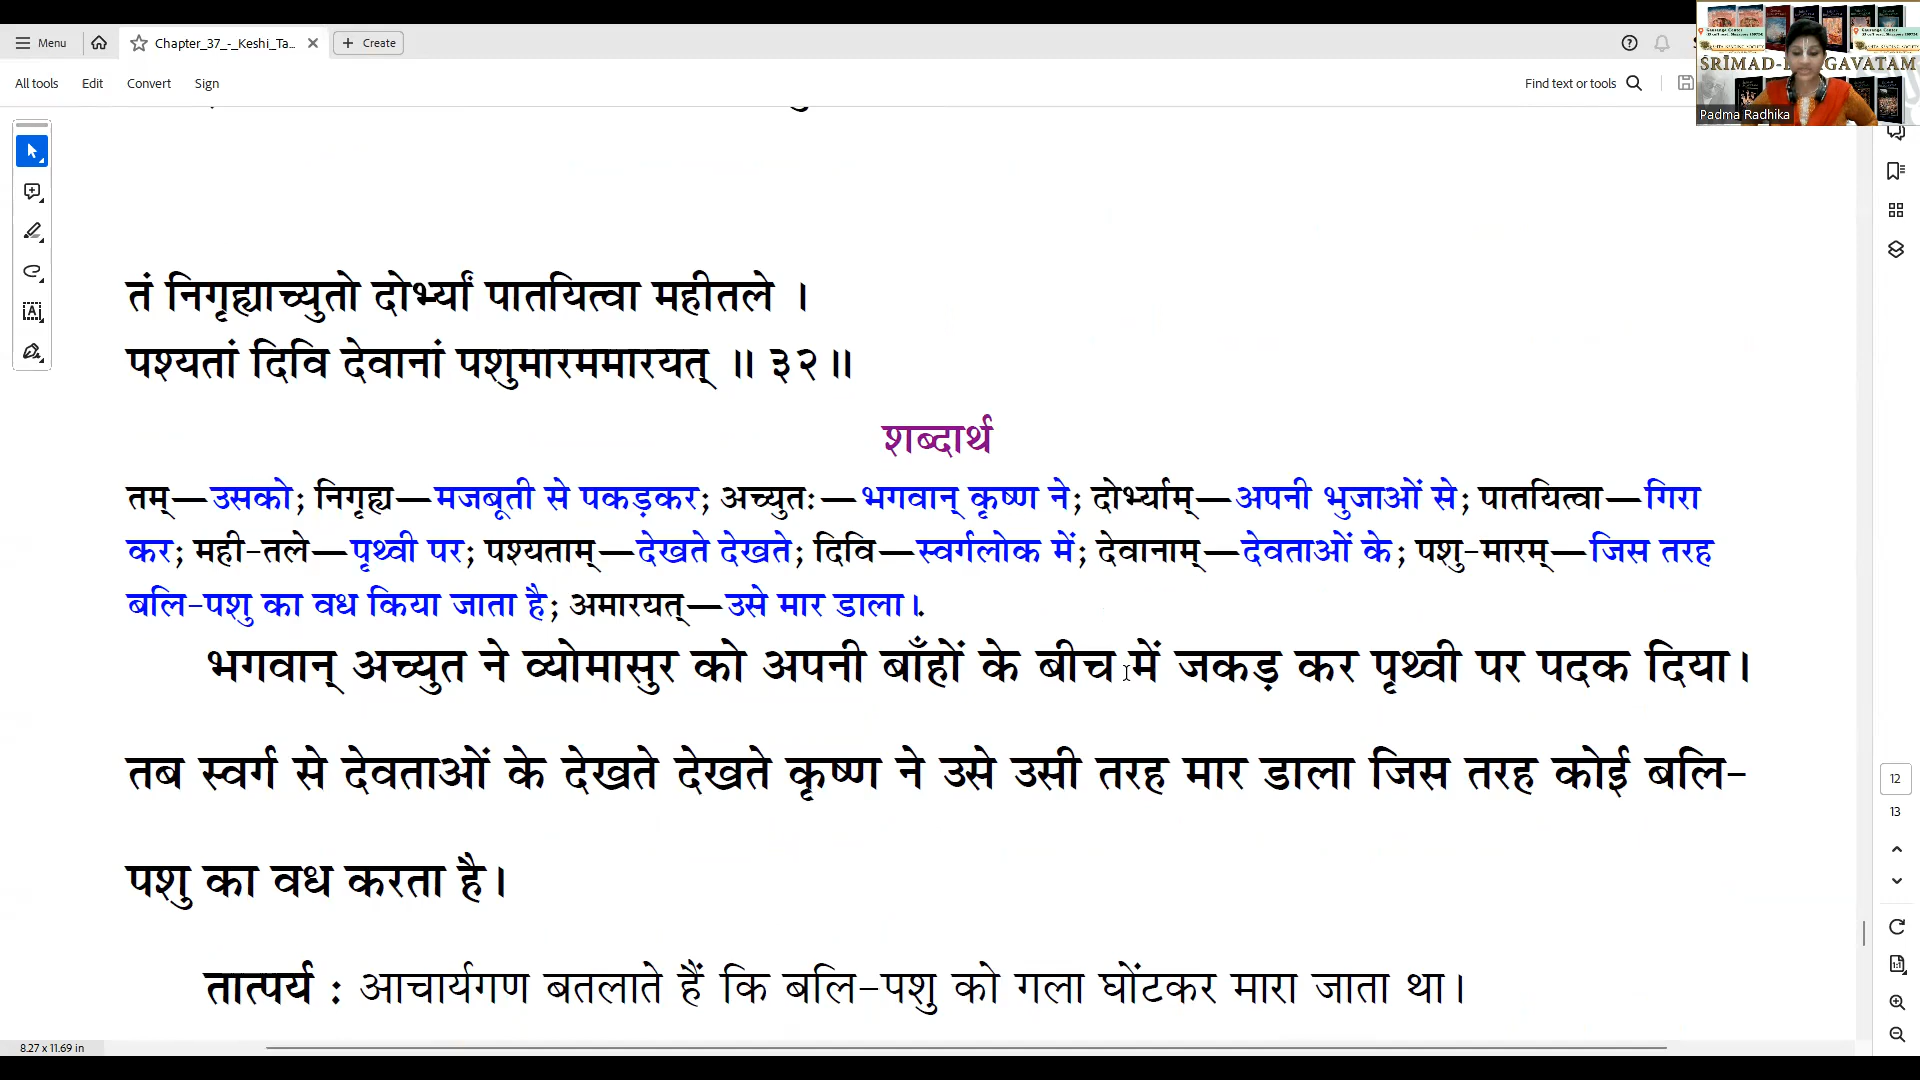 Menu
Chapter_37_-_Keshi_Ta...
Create
All tools
Edit
Convert
Sign
Find text or tools
SRĪMAD-
GAVATAM
Padma Radhika
तं निगृह्याच्युतो दोर्भ्यां पातयित्वा महीतले ।
पश्यतां दिवि देवानां पशुमारममारयत् ॥ ३२॥
शब्दार्थ
तम्—उसको; निगृह्य—मजबूती से पकड़कर; अच्युतः—भगवान् कृष्ण ने; दोर्भ्याम्—अपनी भुजाओं से; पातयित्वा—गिरा
कर; मही-तले—पृथ्वी पर; पश्यताम्—देखते देखते; दिवि—स्वर्गलोक में; देवानाम्—देवताओं के; पशु-मारम्—जिस तरह
बलि-पशु का वध किया जाता है; अमारयत्—उसे मार डाला।.
भगवान् अच्युत ने व्योमासुर को अपनी बाँहों के बीच में जकड़ कर पृथ्वी पर पदक दिया।
तब स्वर्ग से देवताओं के देखते देखते कृष्ण ने उसे उसी तरह मार डाला जिस तरह कोई बलि-
पशु का वध करता है।
तात्पर्य : आचार्यगण बतलाते हैं कि बलि-पशु को गला घोंटकर मारा जाता था।
12
13
8.27 x 11.69 in